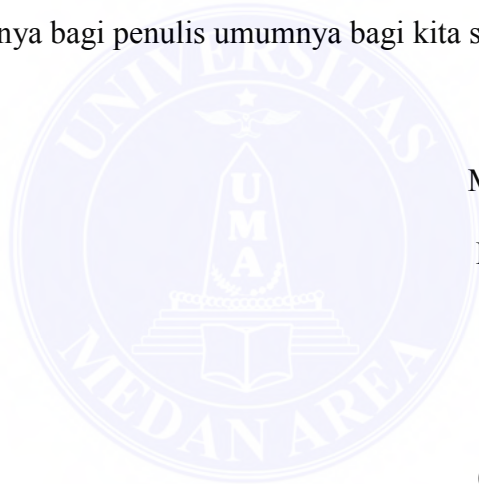 nya bagi penulis umumnya bagi kita s
UNIVERSITAS
M
UMA
MEDAN AREA